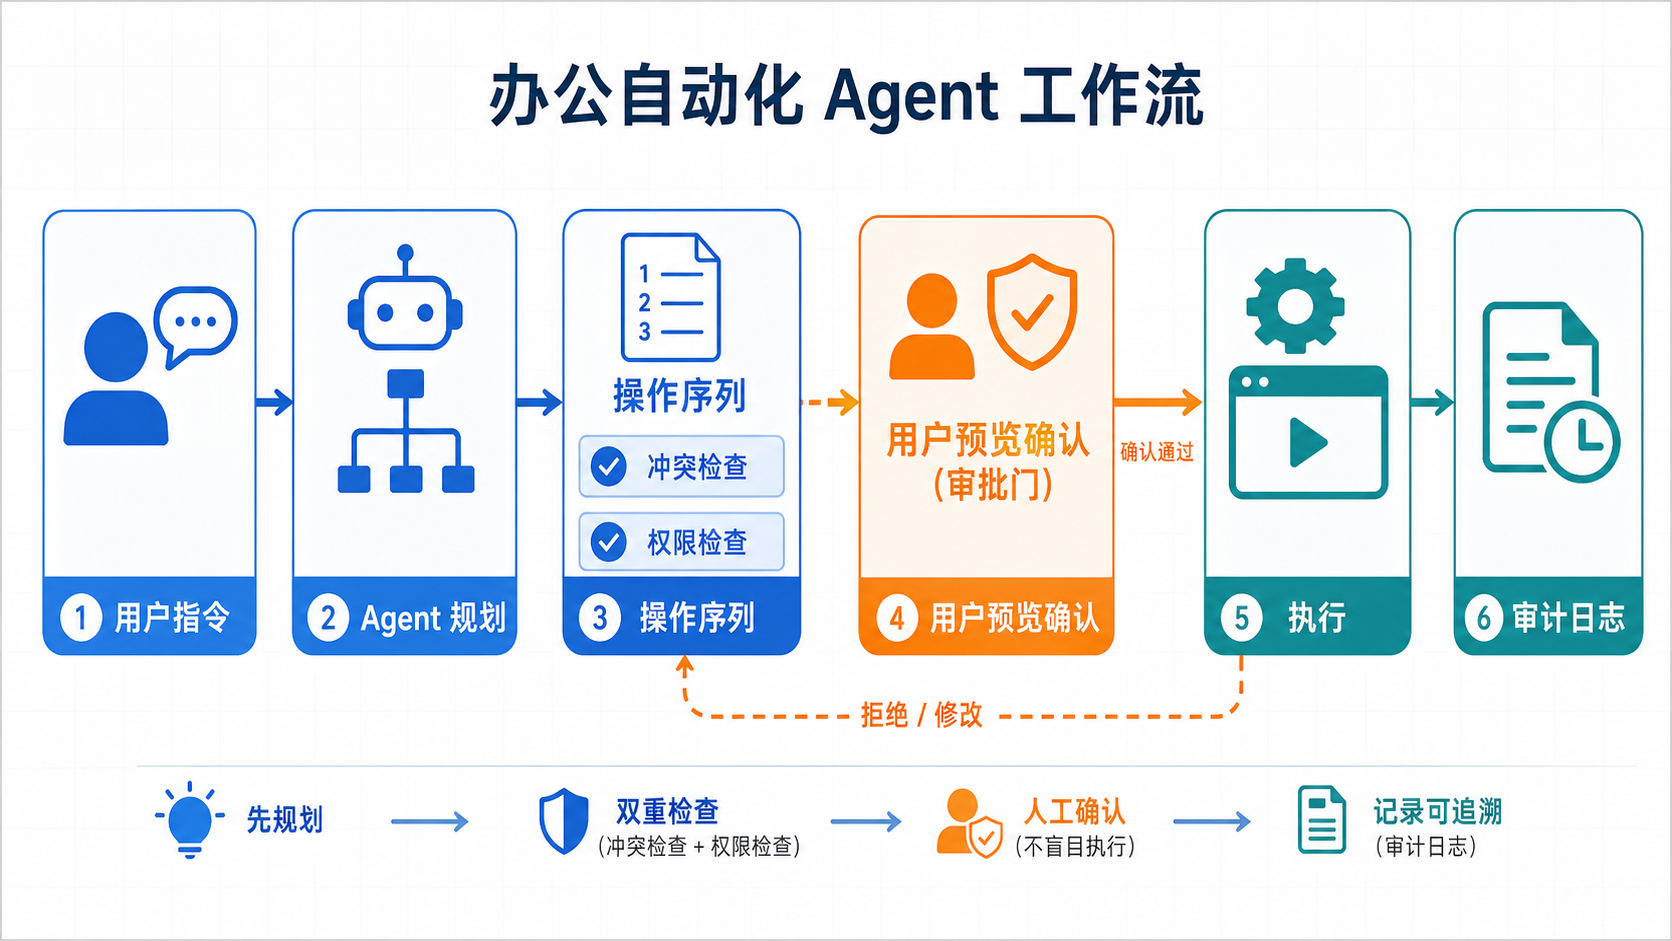 办公自动化 Agent 工作流
1
2
3
操作序列
冲突检查
权限检查
用户预览确认
(审批门)
确认通过
1 用户指令
2 Agent 规划
3 操作序列
4 用户预览确认
5 执行
6 审计日志
拒绝 / 修改
先规划
双重检查
(冲突检查 + 权限检查)
人工确认
(不盲目执行)
记录可追溯
(审计日志)